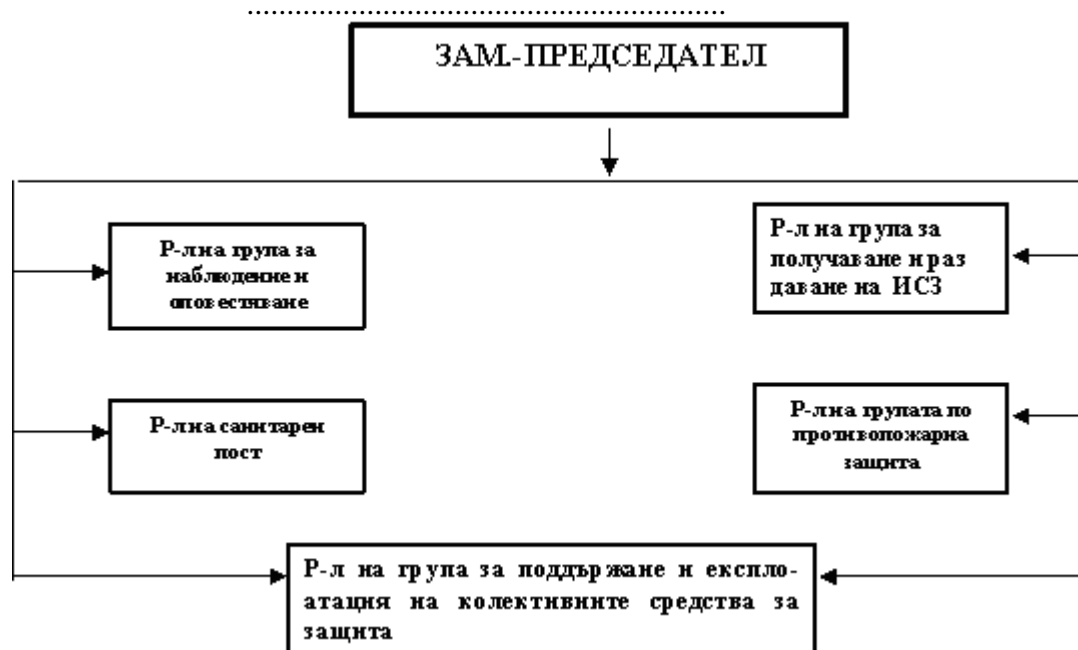 ................................................................
ЗАМ.-ПРЕДСЕДАТЕЛ
Р-л на група за
наблюдение и
оповестяване
Р-л на група за
получаване и раз
даване на ИСЗ
Р-л на санитарен
пост
Р-л на групата по
противопожарна
защита
Р-л на група за поддържане и експло-
атация на колективните средства за
защита